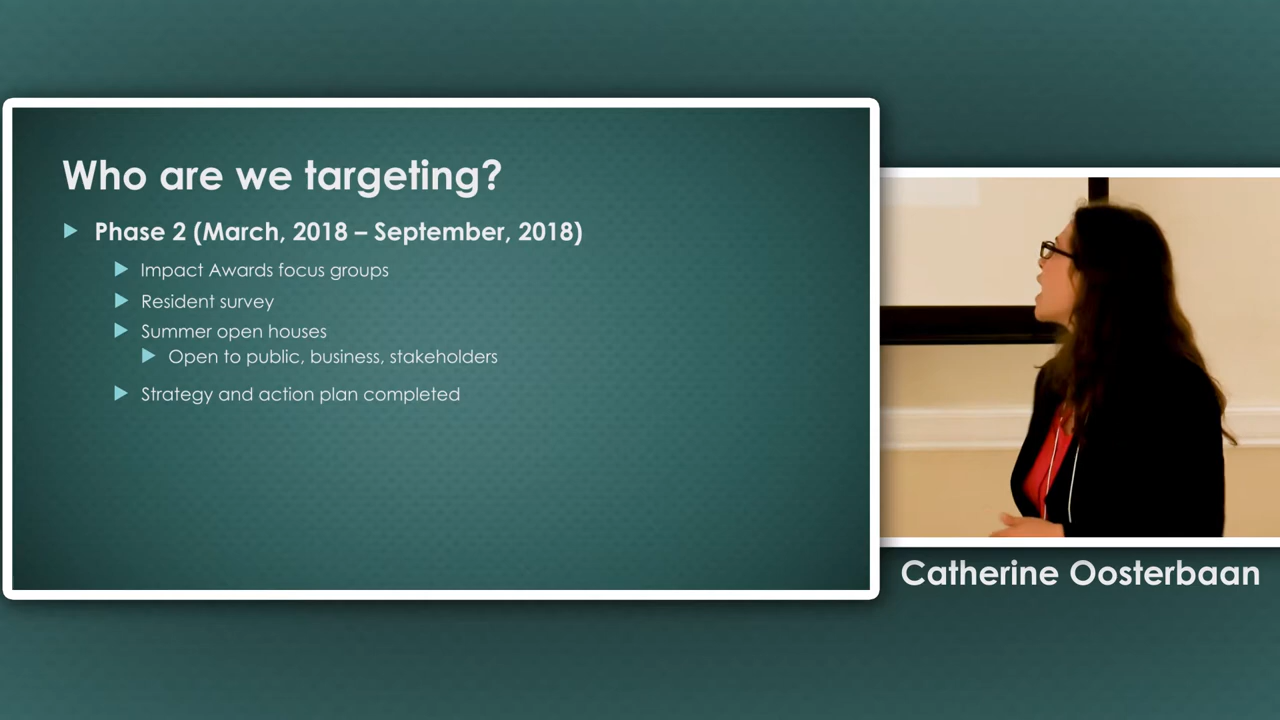 Who are we targeting?
Phase 2 (March, 2018 – September, 2018)
Impact Awards focus groups
Resident survey
Summer open houses
Open to public, business, stakeholders
Strategy and action plan completed
Catherine Oosterbaan